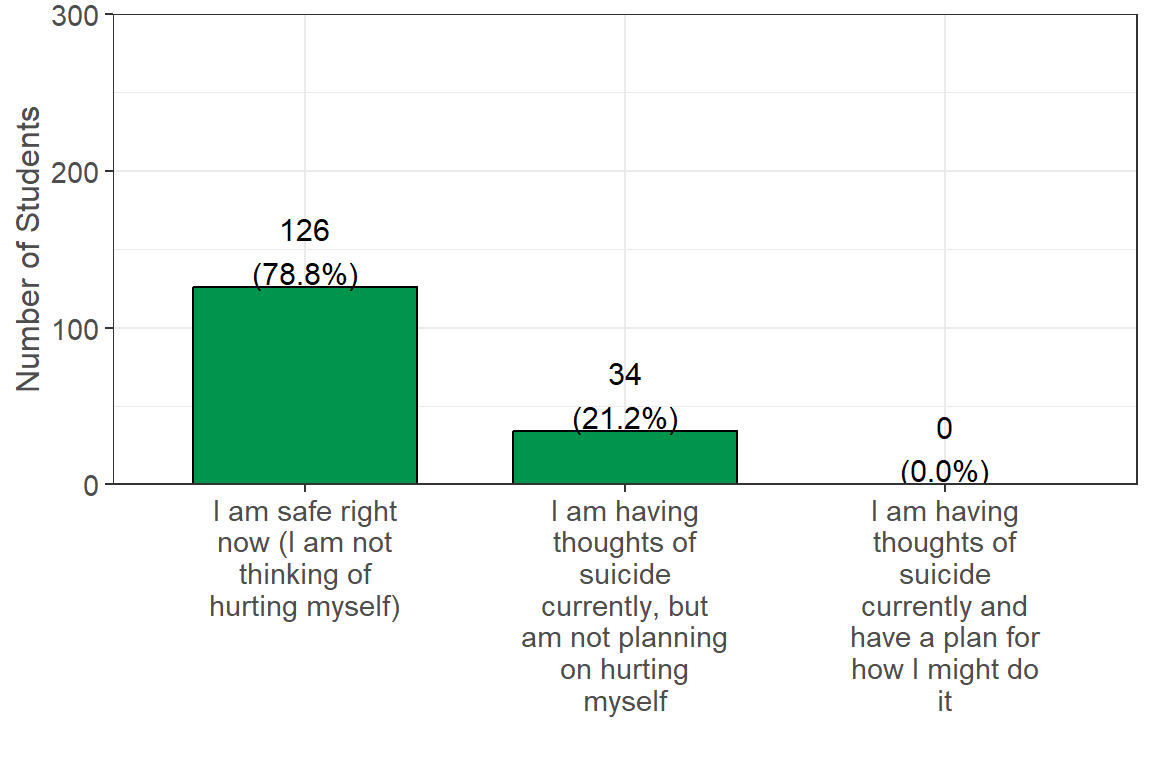 Number of Students
300
200
100
0
126
(78.8%)
34
(21.2%)
0
(0.0%)
I am safe right
now (I am not
thinking of
hurting myself)
I am having
thoughts of
suicide
currently, but
am not planning
on hurting
myself
I am having
thoughts of
suicide
currently and
have a plan for
how I might do
it